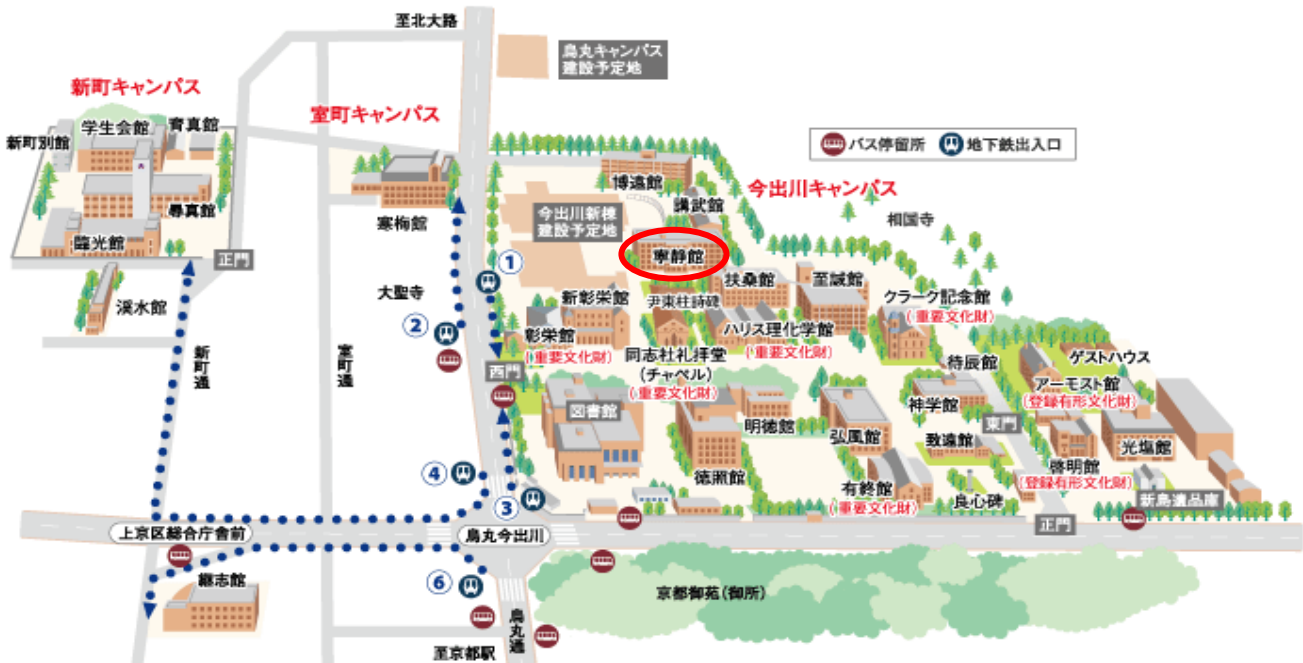 至北大路
烏丸キャンパス
建設予定地
新町キャンパス
室町キャンパス
今出川キャンパス
バス停留所
地下鉄出入口
新町別館
学生会館
育真館
尋真館
臨光館
正門
渓水館
新町通
室町通
寒梅館
大聖寺
①
②
今出川新棟
建設予定地
博遠館
講武館
寧静館
相国寺
扶桑館
至誠館
クラーク記念館
(重要文化財)
新彰栄館
尹東柱詩碑
彰栄館
(重要文化財)
ハリス理化学館
(重要文化財)
同志社礼拝堂
(チャペル)
(重要文化財)
西門
図書館
明徳館
徳照館
弘風館
神学館
待辰館
致遠館
有終館
(重要文化財)
良心碑
東門
ゲストハウス
アーモスト館
(登録有形文化財)
啓明館
(登録有形文化財)
光塩館
新島遺品庫
正門
④
③
上京区総合庁舎前
烏丸今出川
継志館
⑥
烏丸通
至京都駅
京都御苑(御所)